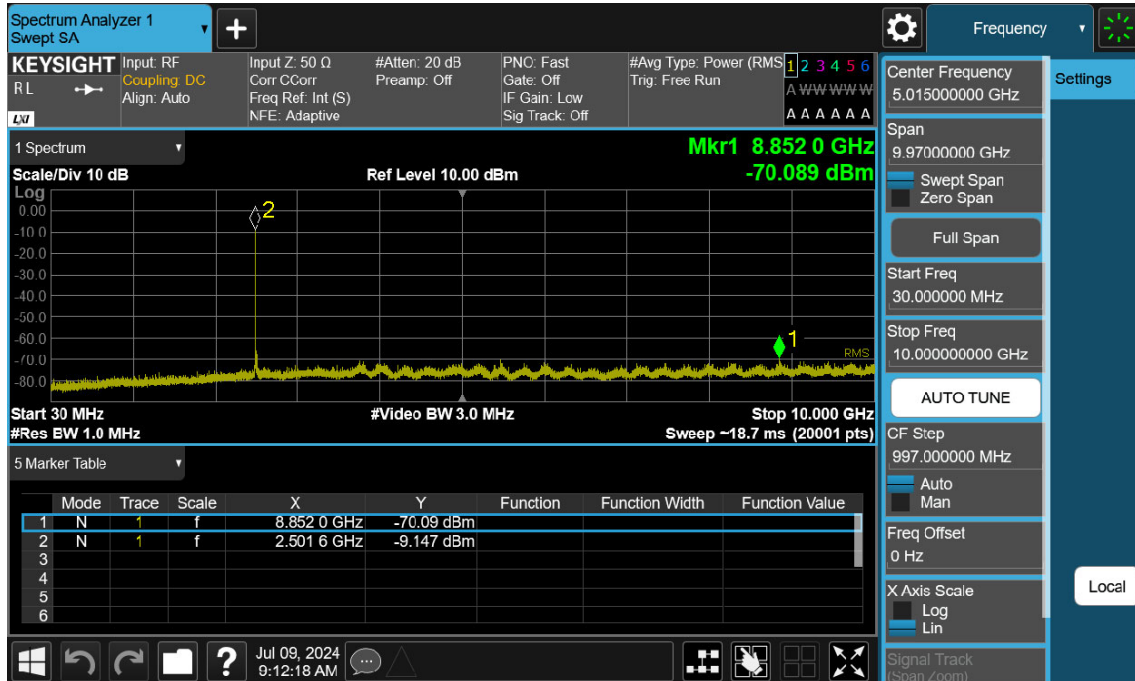 Spectrum Analyzer 1
Swept SA
Frequency
KEYSIGHT
R L
LXI
Input: RF
Coupling: DC
Align: Auto
Input Z: 50 Ω
Corr CCorr
Freq Ref: Int (S)
NFE: Adaptive
#Atten: 20 dB
Preamp: Off
PNO: Fast
Gate: Off
IF Gain: Low
Sig Track: Off
#Avg Type: Power (RMS
Trig: Free Run
1 2 3 4 5 6
A W W W W W
A A A A A A
1 Spectrum
Mkr1 8.852 0 GHz
-70.089 dBm
Scale/Div 10 dB
Ref Level 10.00 dBm
Log
0.00
-10.0
-20.0
-30.0
-40.0
-50.0
-60.0
-70.0
-80.0
2
1
RMS
Start 30 MHz
#Video BW 3.0 MHz
Stop 10.000 GHz
#Res BW 1.0 MHz
Sweep ~18.7 ms (20001 pts)
5 Marker Table
Mode Trace Scale X Y Function Function Width Function Value
1 N 1 f 8.852 0 GHz -70.09 dBm
2 N 1 f 2.501 6 GHz -9.147 dBm
3
4
5
6
Jul 09, 2024
9:12:18 AM
?
Center Frequency
5.015000000 GHz
Span
9.97000000 GHz
Swept Span
Zero Span
Full Span
Start Freq
30.000000 MHz
Stop Freq
10.000000000 GHz
AUTO TUNE
CF Step
997.000000 MHz
Auto
Man
Freq Offset
0 Hz
X Axis Scale
Log
Lin
Signal Track
(Span Zoom)
Settings
Local